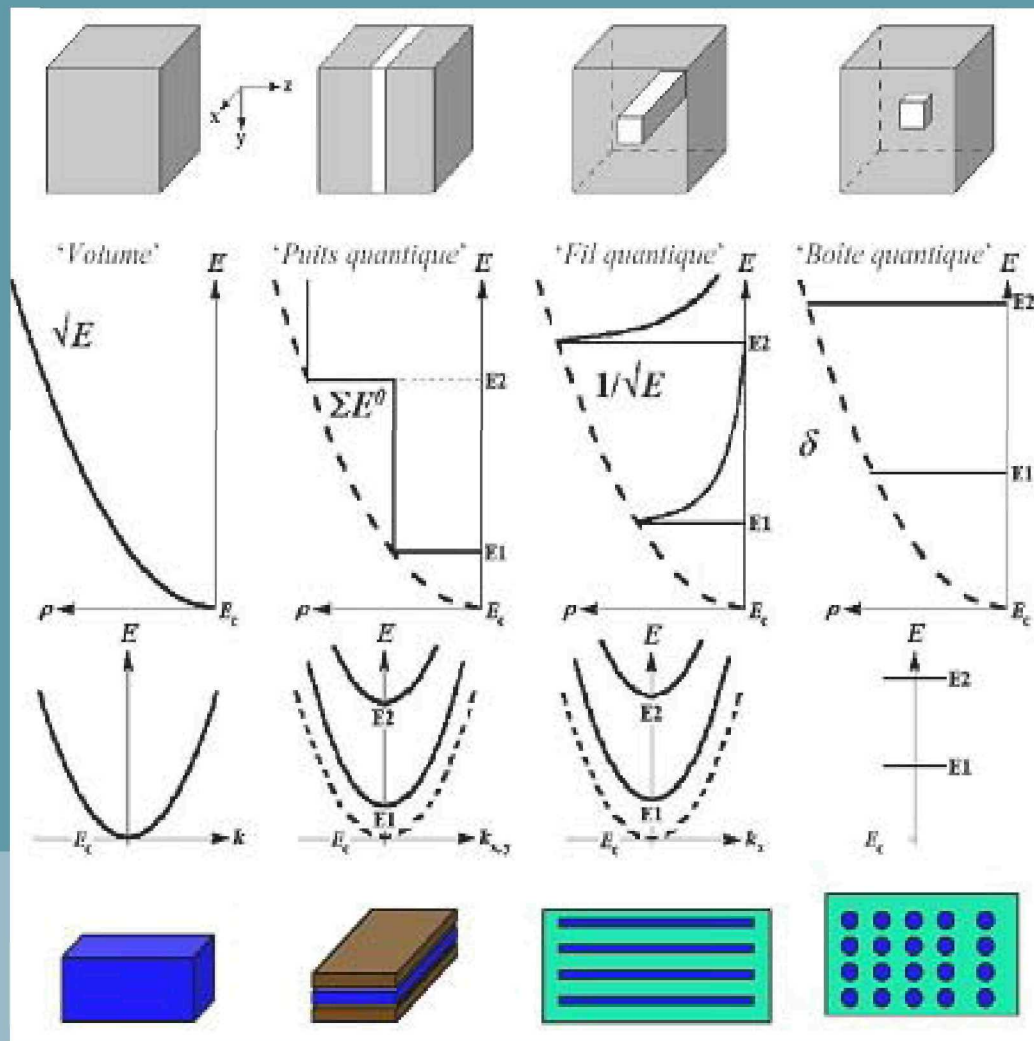 x y z
'Volume' 'Puits quantique' 'Fil quantique' 'Boîte quantique'
E E E E
√E
ΣE⁰
1/√E
δ
E2 E2 E2
E1 E1 E1
ρ E_c ρ E_c ρ E_c ρ E_c
E E E E
E2 E2 E2
E1 E1 E1
E_c k E_c k_x,y E_c k_x E_c